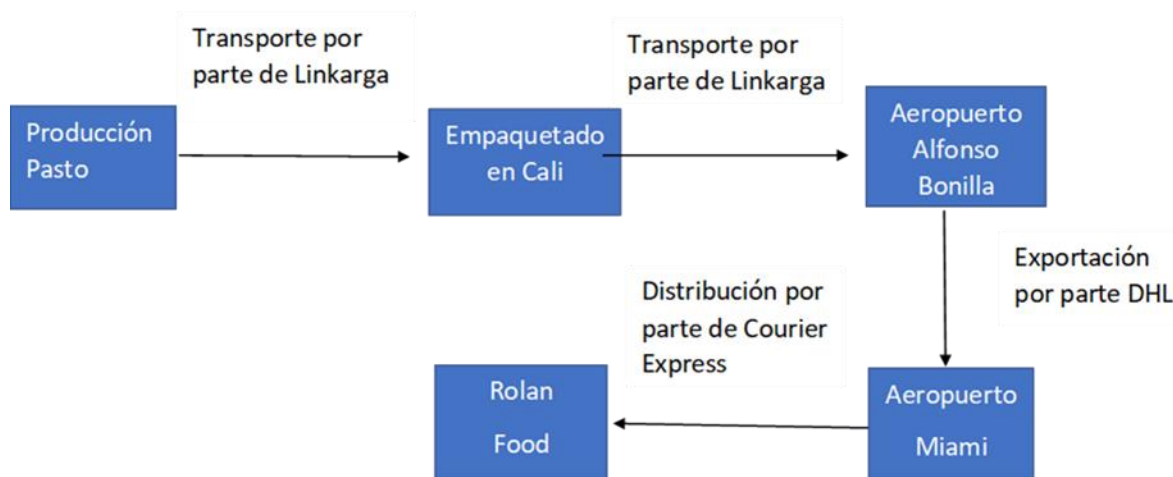 Producción
Pasto
Transporte por
parte de Linkarga
Empaquetado
en Cali
Transporte por
parte de Linkarga
Aeropuerto
Alfonso
Bonilla
Exportación
por parte DHL
Aeropuerto
Miami
Distribución por
parte de Courier
Express
Rolan
Food